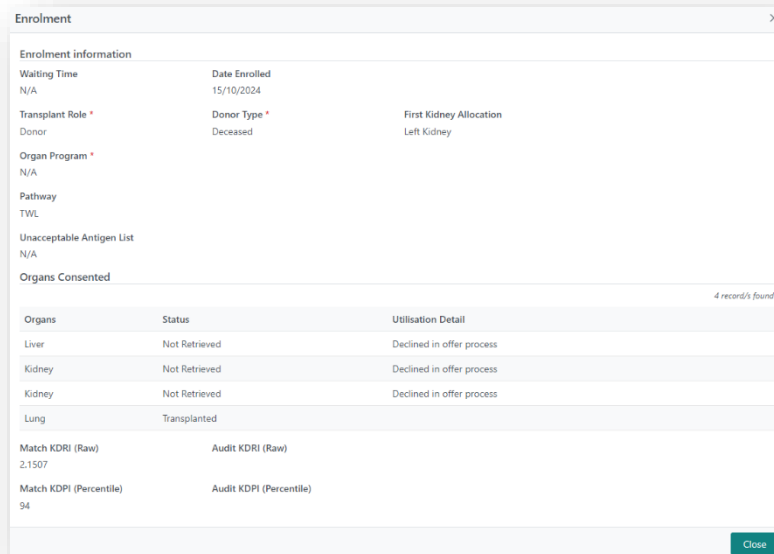 Enrolment ×
Enrolment information
Waiting Time Date Enrolled
N/A 15/10/2024
Transplant Role * Donor Type * First Kidney Allocation
Donor Deceased Left Kidney
Organ Program *
N/A
Pathway
TWL
Unacceptable Antigen List
N/A
Organs Consented
4 record/s found
Organs Status Utilisation Detail
Liver Not Retrieved Declined in offer process
Kidney Not Retrieved Declined in offer process
Kidney Not Retrieved Declined in offer process
Lung Transplanted
Match KDRI (Raw) Audit KDRI (Raw)
2.1507
Match KDPI (Percentile) Audit KDPI (Percentile)
94
Close